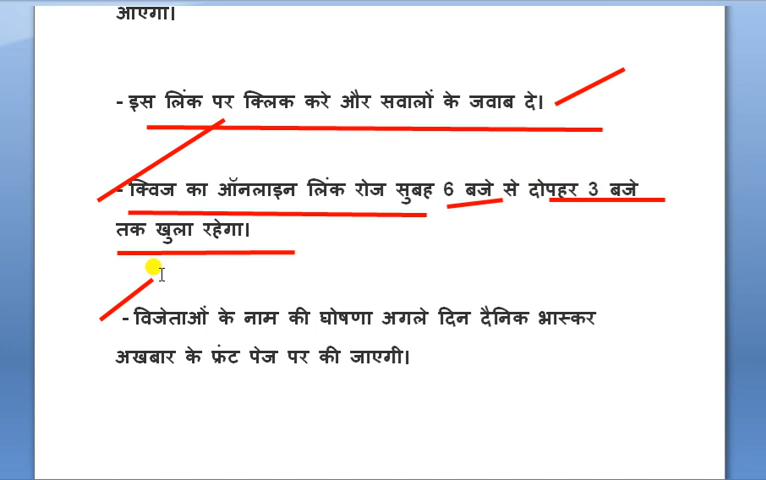 आएगा।
- इस लिंक पर क्लिक करे और सवालों के जवाब दे।
- क्विज का ऑनलाइन लिंक रोज सुबह 6 बजे से दोपहर 3 बजे
तक खुला रहेगा।
- विजेताओं के नाम की घोषणा अगले दिन दैनिक भास्कर
अखबार के फ्रंट पेज पर की जाएगी।